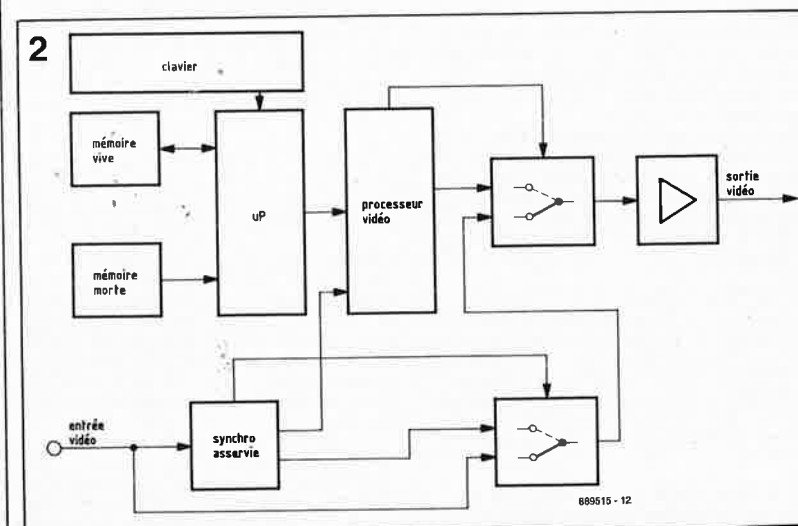 2
clavier
mémoire
vive
uP
processeur
vidéo
sortie
vidéo
mémoire
morte
entrée
vidéo
synchro
asservie
889515 - 12